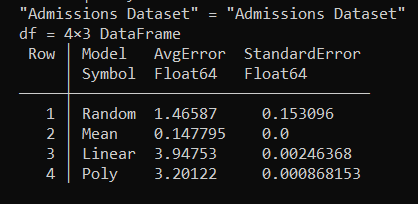 "Admissions Dataset" = "Admissions Dataset"
df = 4×3 DataFrame
Row Model AvgError StandardError
Symbol Float64 Float64
1 Random 1.46587 0.153096
2 Mean 0.147795 0.0
3 Linear 3.94753 0.00246368
4 Poly 3.20122 0.000868153